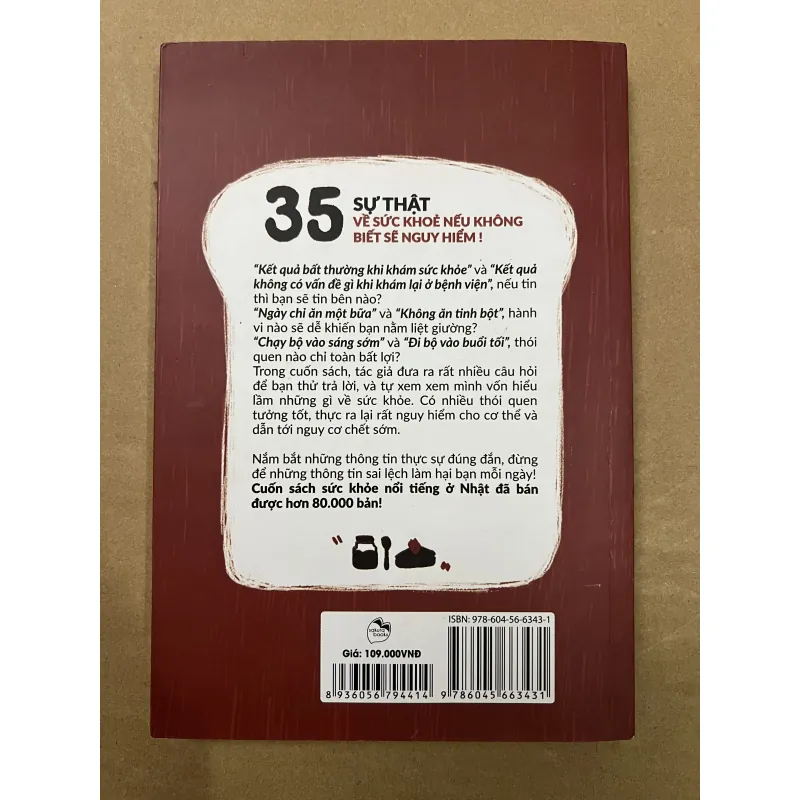 35 SỰ THẬT
VỀ SỨC KHOẺ NẾU KHÔNG
BIẾT SẼ NGUY HIỂM !
“Kết quả bất thường khi khám sức khỏe” và “Kết quả
không có vấn đề gì khi khám lại ở bệnh viện”, nếu tin
thì bạn sẽ tin bên nào?
“Ngày chỉ ăn một bữa” và “Không ăn tinh bột”, hành
vi nào sẽ dễ khiến bạn nằm liệt giường?
“Chạy bộ vào sáng sớm” và “Đi bộ vào buổi tối”, thói
quen nào chỉ toàn bất lợi?
Trong cuốn sách, tác giả đưa ra rất nhiều câu hỏi
để bạn thử trả lời, và tự xem xem mình vốn hiểu
lầm những gì về sức khỏe. Có nhiều thói quen
tưởng tốt, thực ra lại rất nguy hiểm cho cơ thể và
dẫn tới nguy cơ chết sớm.
Nắm bắt những thông tin thực sự đúng đắn, đừng
để những thông tin sai lệch làm hại bạn mỗi ngày!
Cuốn sách sức khỏe nổi tiếng ở Nhật đã bán
được hơn 80.000 bản!
sakura
books
Giá: 109.000VNĐ
8 936056 794414
ISBN: 978-604-56-6343-1
9 786045 663431